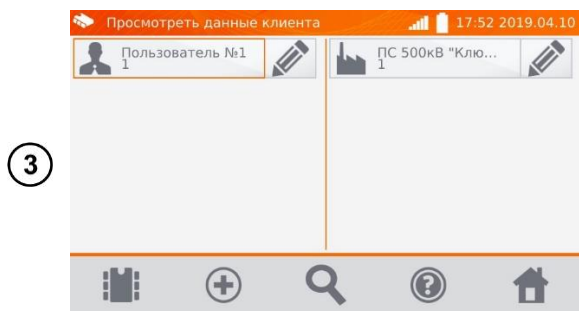 Просмотреть данные клиента 17:52 2019.04.10
Пользователь №1
1
ПС 500кВ "Клю...
1
3